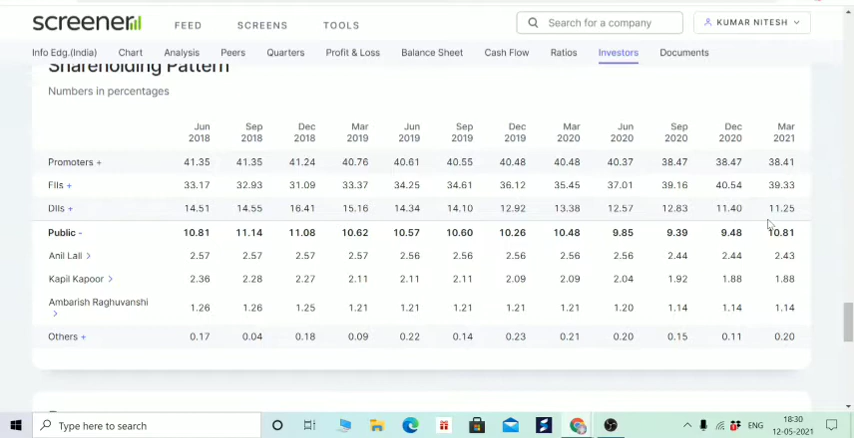 screener
FEED SCREENS TOOLS
Search for a company
KUMAR NITESH
Info Edg.(India) Chart Analysis Peers Quarters Profit & Loss Balance Sheet Cash Flow Ratios Investors Documents
Shareholding Pattern
Numbers in percentages
Jun Sep Dec Mar Jun Sep Dec Mar Jun Sep Dec Mar
2018 2018 2018 2019 2019 2019 2019 2020 2020 2020 2020 2021
Promoters + 41.35 41.35 41.24 40.76 40.61 40.55 40.48 40.48 40.37 38.47 38.47 38.41
FIIs + 33.17 32.93 31.09 33.37 34.25 34.61 36.12 35.45 37.01 39.16 40.54 39.33
DIIs + 14.51 14.55 16.41 15.16 14.34 14.10 12.92 13.38 12.57 12.83 11.40 11.25
Public - 10.81 11.14 11.08 10.62 10.57 10.60 10.26 10.48 9.85 9.39 9.48 10.81
Anil Lall > 2.57 2.57 2.57 2.57 2.56 2.56 2.56 2.56 2.56 2.44 2.44 2.43
Kapil Kapoor > 2.36 2.28 2.27 2.11 2.11 2.11 2.09 2.09 2.04 1.92 1.88 1.88
Ambarish Raghuvanshi 1.26 1.26 1.25 1.21 1.21 1.21 1.21 1.21 1.20 1.14 1.14 1.14
>
Others + 0.17 0.04 0.18 0.09 0.22 0.14 0.23 0.21 0.20 0.15 0.11 0.20
Type here to search
ENG
18:30
12-05-2021